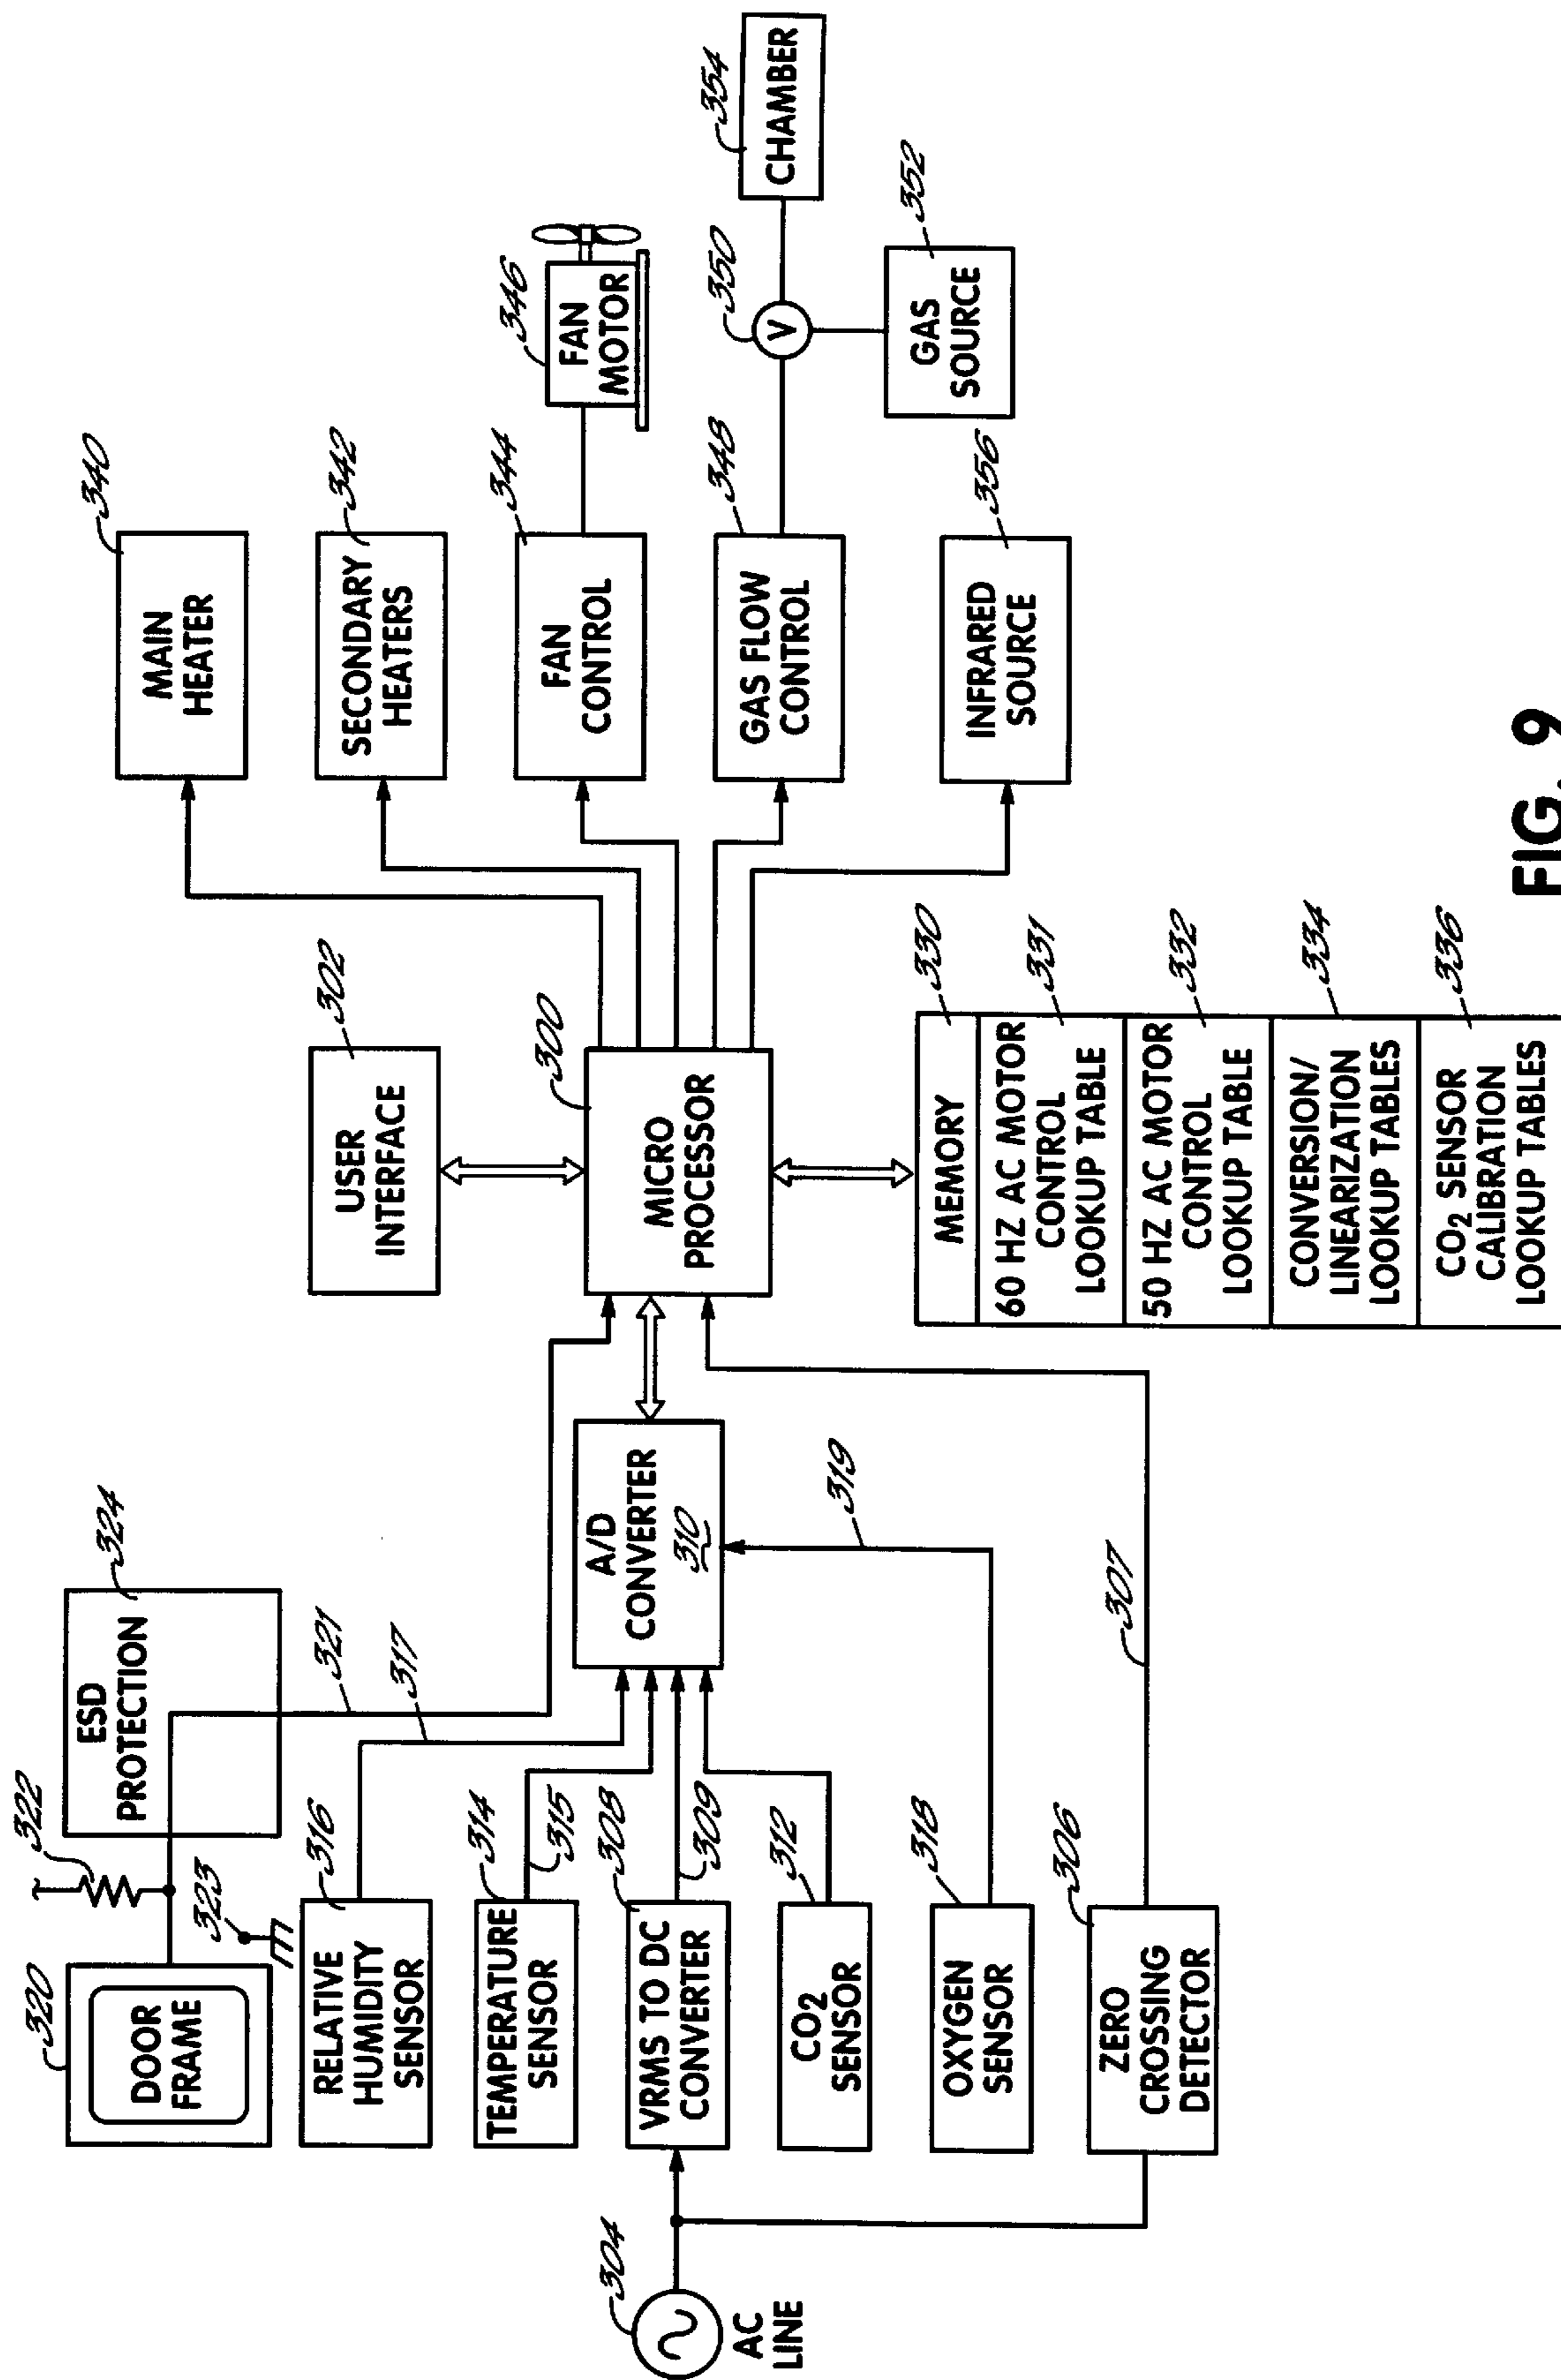 320
DOOR
FRAME
322
323
ESD
PROTECTION
324
321
316
RELATIVE
HUMIDITY
SENSOR
317
314
TEMPERATURE
SENSOR
315
304
AC
LINE
308
VRMS TO DC
CONVERTER
309
312
CO2
SENSOR
318
OXYGEN
SENSOR
319
306
ZERO
CROSSING
DETECTOR
307
A/D
CONVERTER
310
302
USER
INTERFACE
300
MICRO
PROCESSOR
MEMORY
330
60 HZ AC MOTOR
CONTROL
LOOKUP TABLE
331
50 HZ AC MOTOR
CONTROL
LOOKUP TABLE
332
CONVERSION/
LINEARIZATION
LOOKUP TABLES
334
CO2 SENSOR
CALIBRATION
LOOKUP TABLES
336
340
MAIN
HEATER
342
SECONDARY
HEATERS
344
FAN
CONTROL
346
FAN
MOTOR
348
GAS FLOW
CONTROL
350
V
354
CHAMBER
352
GAS
SOURCE
356
INFRARED
SOURCE
FIG. 9